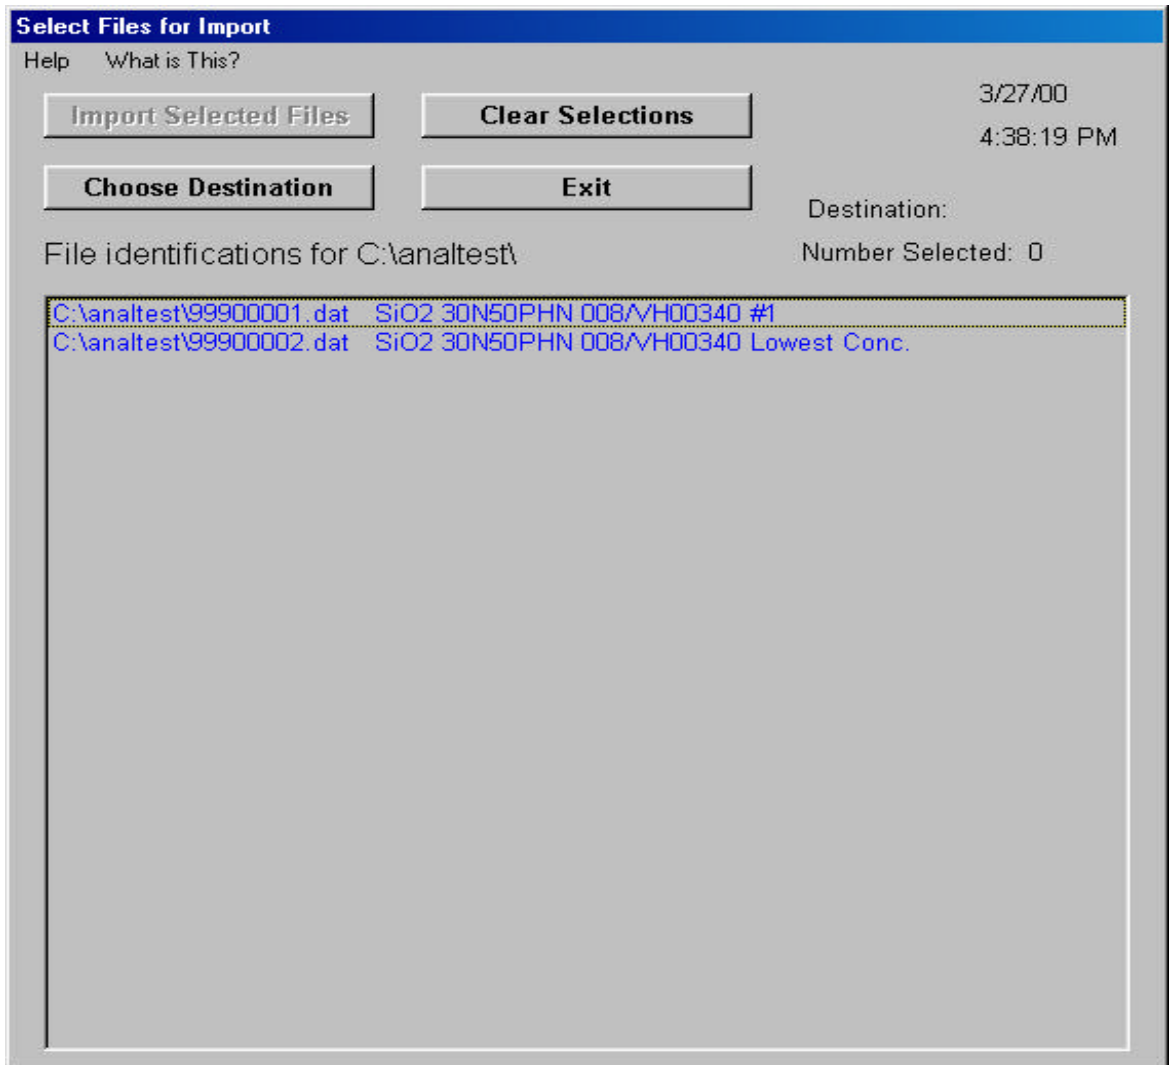 Select Files for Import
Help What is This?
Import Selected Files Clear Selections
3/27/00
4:38:19 PM
Choose Destination Exit
Destination:
File identifications for C:\analtest\
Number Selected: 0
C:\analtest\99900001.dat SiO2 30N50PHN 008/VH00340 #1
C:\analtest\99900002.dat SiO2 30N50PHN 008/VH00340 Lowest Conc.